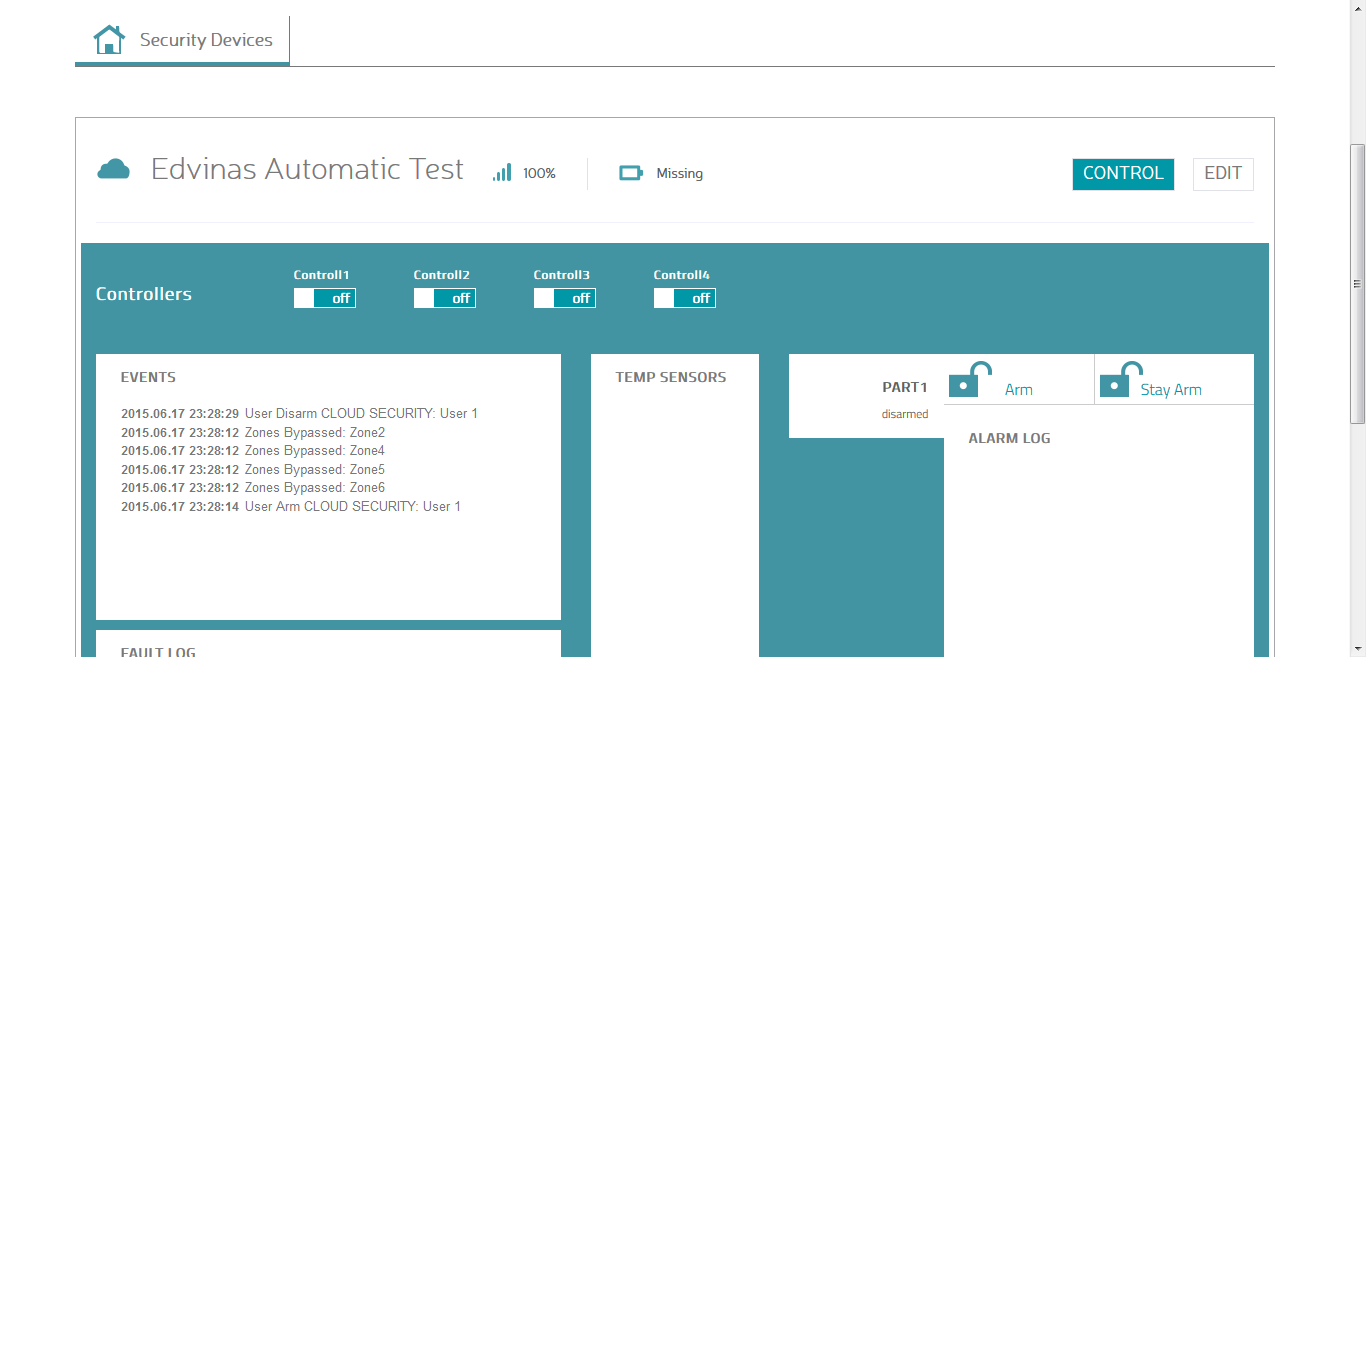 Security Devices
Edvinas Automatic Test
100%
Missing
CONTROL
EDIT
Controllers
Controll1
off
Controll2
off
Controll3
off
Controll4
off
EVENTS
2015.06.17 23:28:29 User Disarm CLOUD SECURITY: User 1
2015.06.17 23:28:12 Zones Bypassed: Zone2
2015.06.17 23:28:12 Zones Bypassed: Zone4
2015.06.17 23:28:12 Zones Bypassed: Zone5
2015.06.17 23:28:12 Zones Bypassed: Zone6
2015.06.17 23:28:14 User Arm CLOUD SECURITY: User 1
FAULT LOG
TEMP SENSORS
PART1
disarmed
Arm
Stay Arm
ALARM LOG